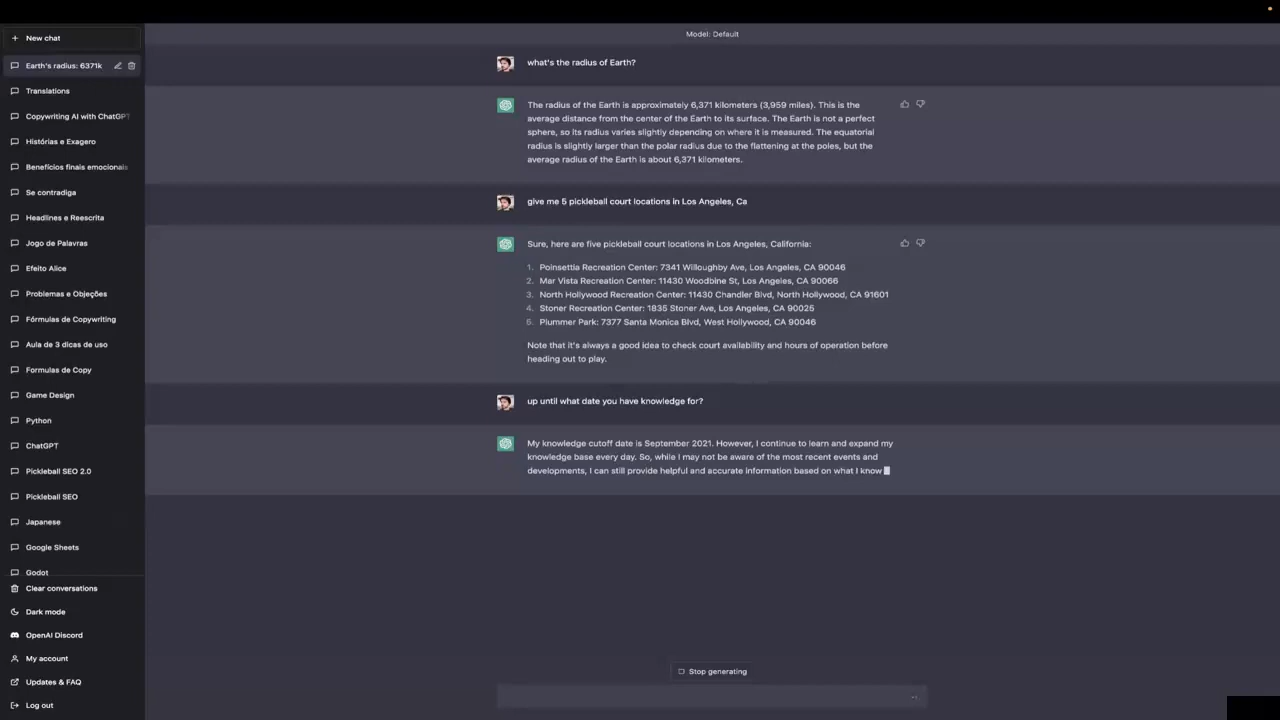 New chat
Earth's radius: 6371k
Translations
Copywriting AI with ChatGPT
Histórias e Exagero
Benefícios finais emocionais
Se contradiga
Headlines e Reescrita
Jogo de Palavras
Efeito Alice
Problemas e Objeções
Fórmulas de Copywriting
Aula de 3 dicas de uso
Formulas de Copy
Game Design
Python
ChatGPT
Pickleball SEO 2.0
Pickleball SEO
Japanese
Google Sheets
Godot
Clear conversations
Dark mode
OpenAI Discord
My account
Updates & FAQ
Log out
Model: Default
what's the radius of Earth?
The radius of the Earth is approximately 6,371 kilometers (3,959 miles). This is the
average distance from the center of the Earth to its surface. The Earth is not a perfect
sphere, so its radius varies slightly depending on where it is measured. The equatorial
radius is slightly larger than the polar radius due to the flattening at the poles, but the
average radius of the Earth is about 6,371 kilometers.
give me 5 pickleball court locations in Los Angeles, Ca
Sure, here are five pickleball court locations in Los Angeles, California:
1. Poinsettia Recreation Center: 7341 Willoughby Ave, Los Angeles, CA 90046
2. Mar Vista Recreation Center: 11430 Woodbine St, Los Angeles, CA 90066
3. North Hollywood Recreation Center: 11430 Chandler Blvd, North Hollywood, CA 91601
4. Stoner Recreation Center: 1835 Stoner Ave, Los Angeles, CA 90025
5. Plummer Park: 7377 Santa Monica Blvd, West Hollywood, CA 90046
Note that it's always a good idea to check court availability and hours of operation before
heading out to play.
up until what date you have knowledge for?
My knowledge cutoff date is September 2021. However, I continue to learn and expand my
knowledge base every day. So, while I may not be aware of the most recent events and
developments, I can still provide helpful and accurate information based on what I know
Stop generating